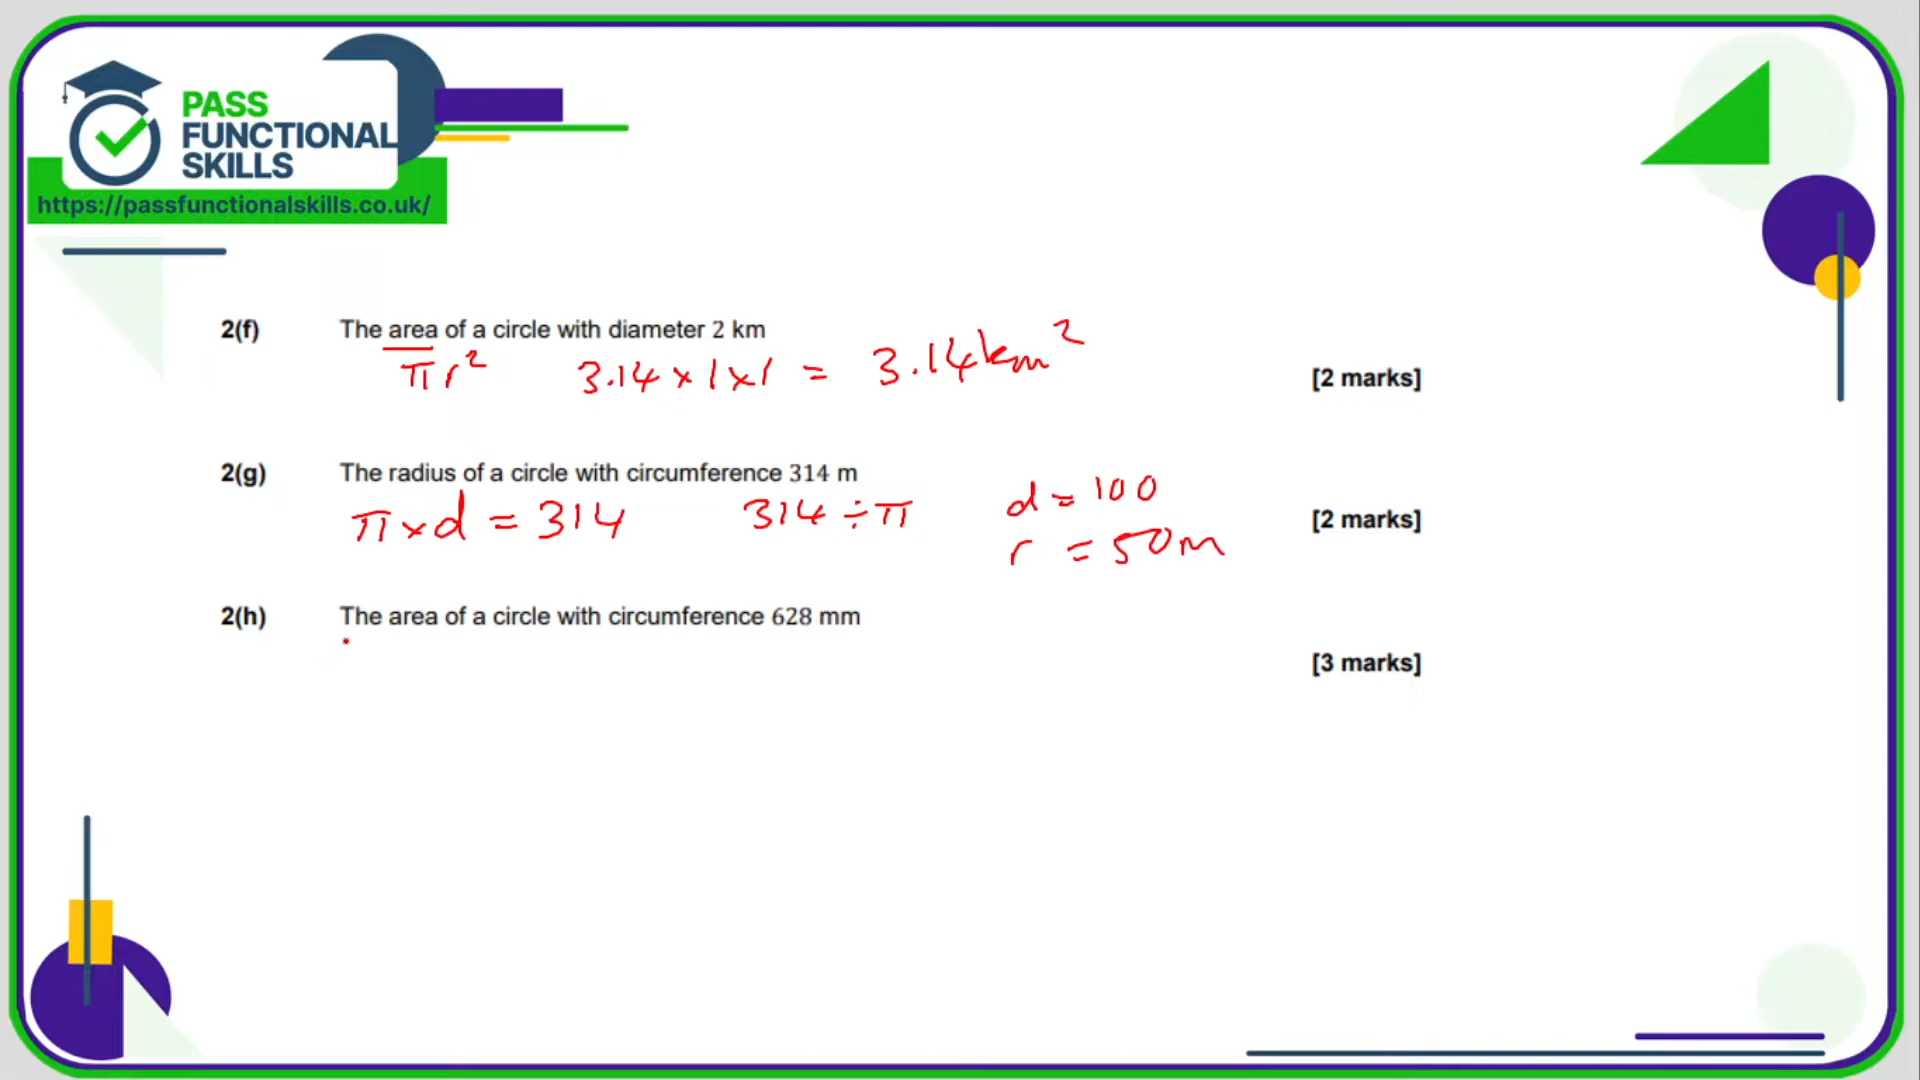 PASS
FUNCTIONAL
SKILLS
https://passfunctionalskills.co.uk/
2(f) The area of a circle with diameter 2 km
πr² 3.14 × 1 × 1 = 3.14km²
[2 marks]
2(g) The radius of a circle with circumference 314 m
π × d = 314 314 ÷ π d = 100
[2 marks]
r = 50m
2(h) The area of a circle with circumference 628 mm
[3 marks]